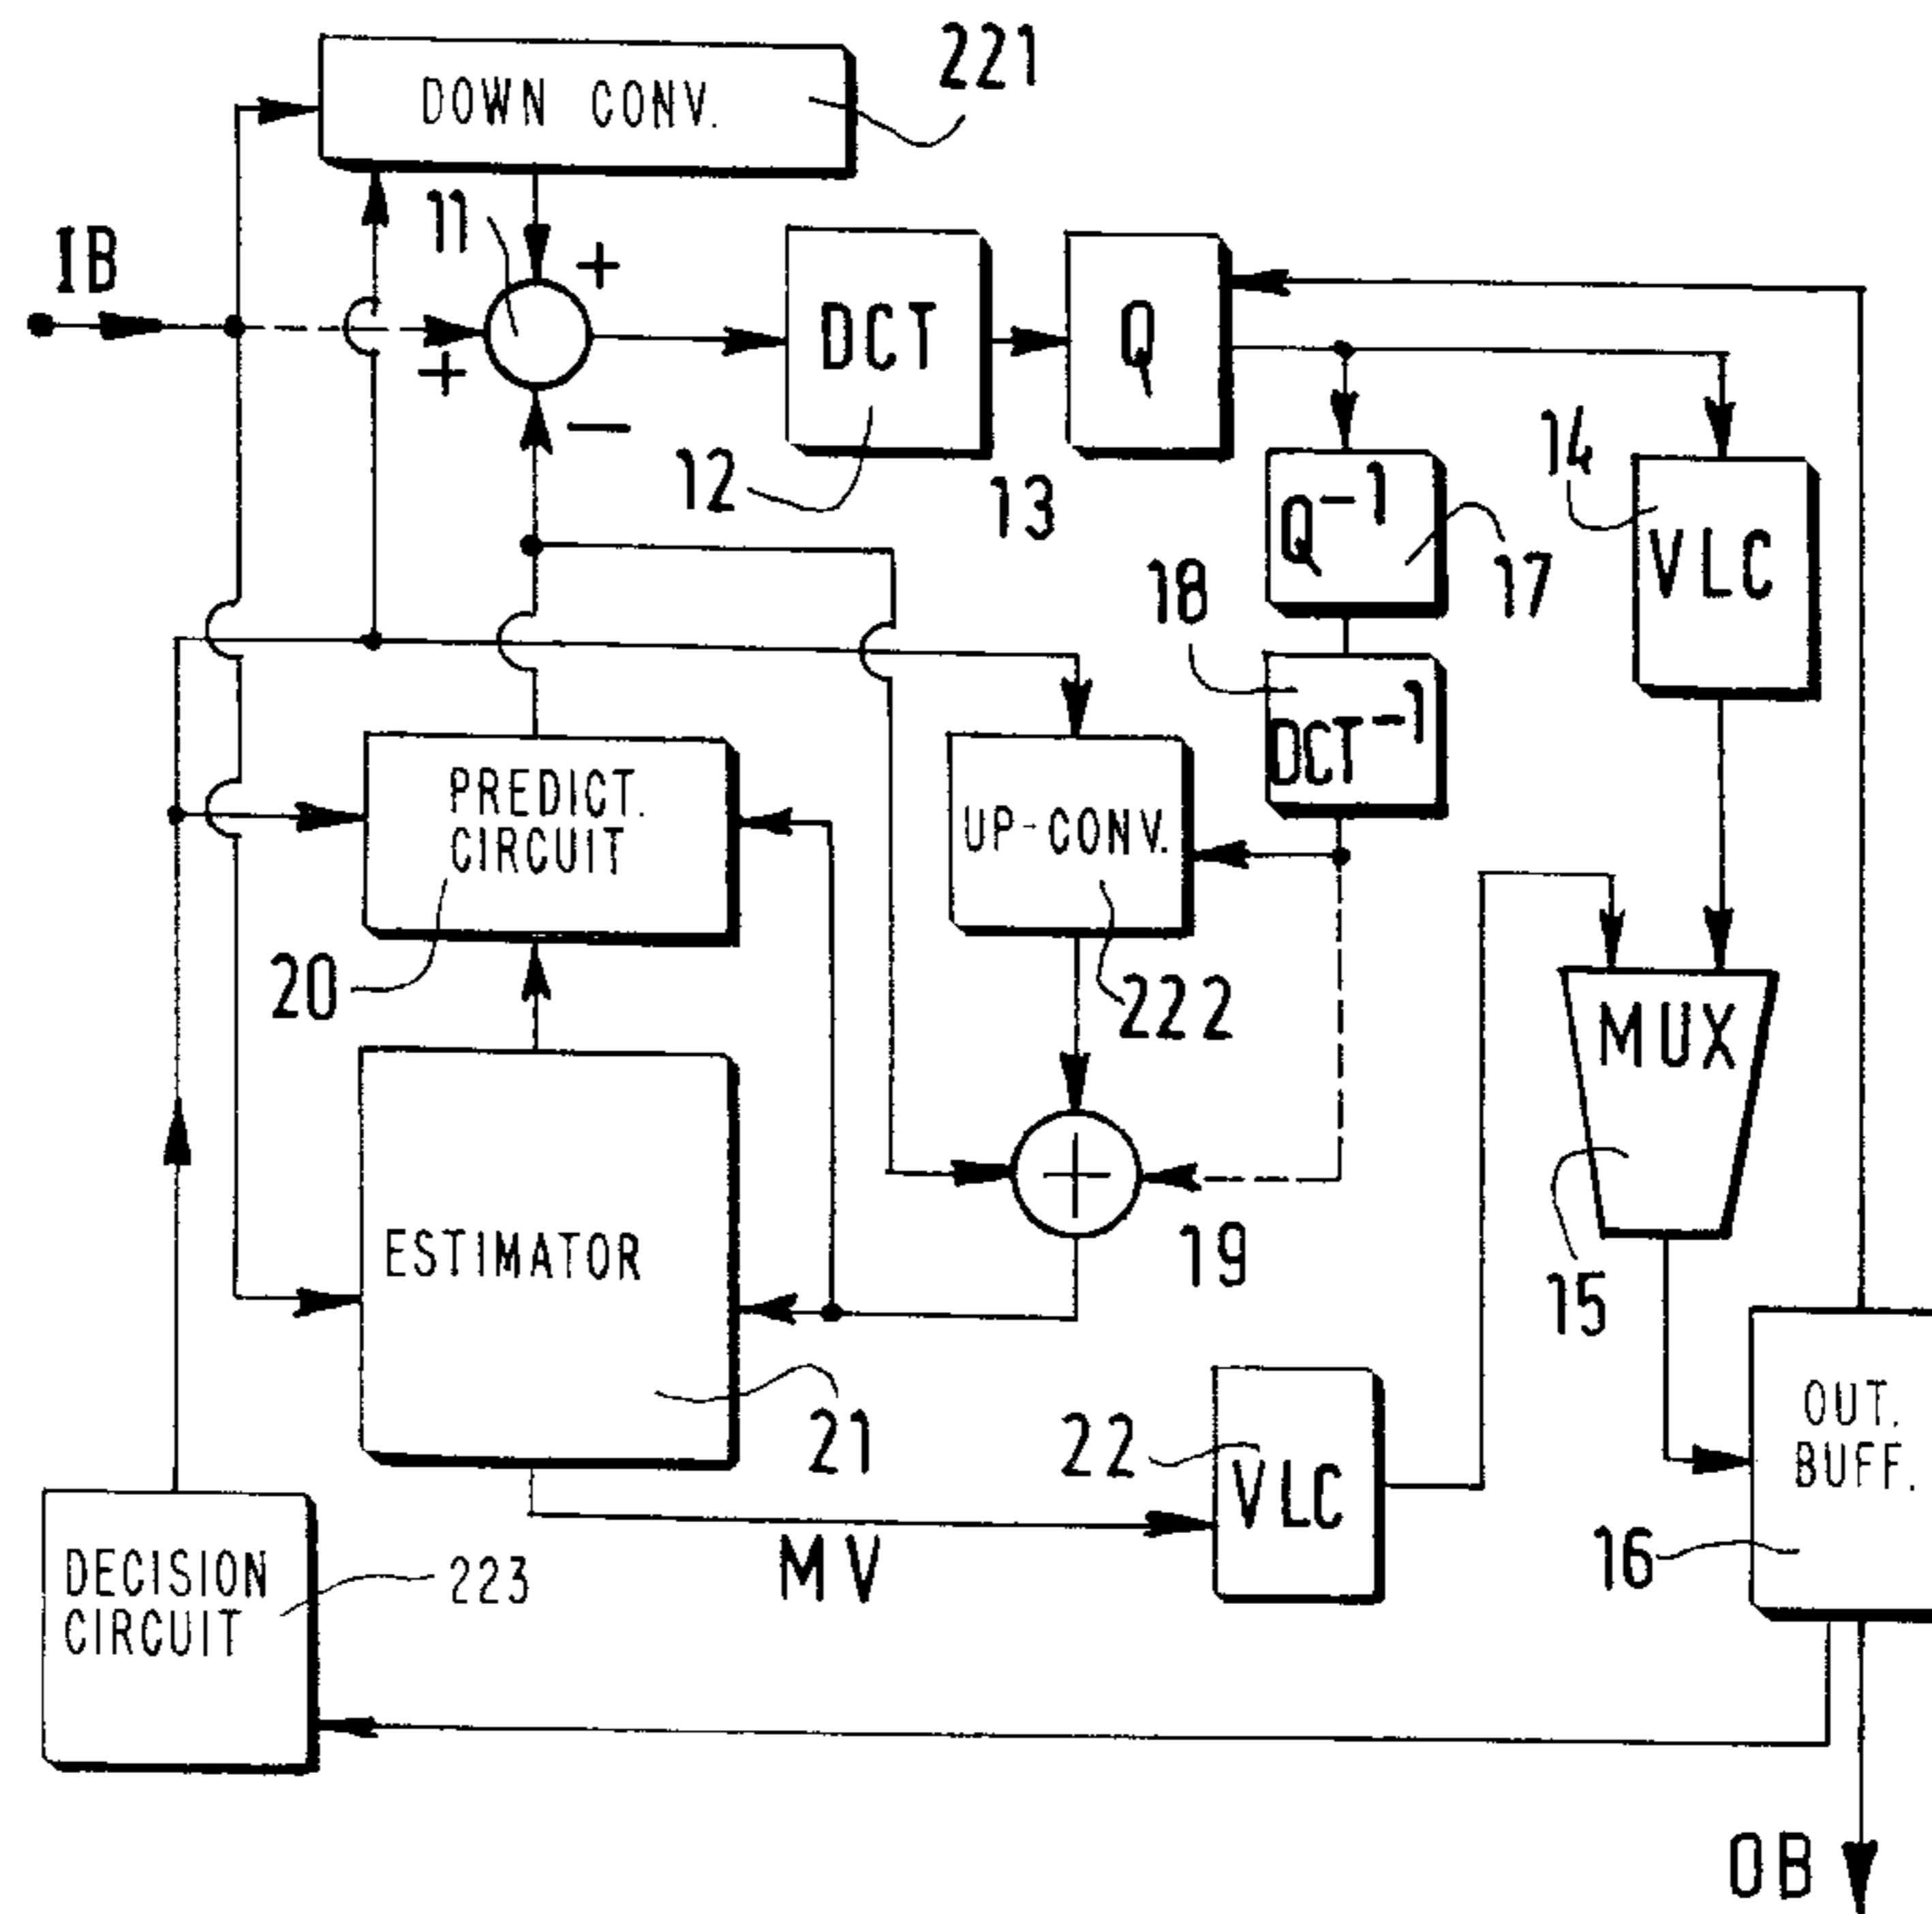 221
DOWN CONV.
11
IB
+
+
−
DCT
Q
12
13
14
Q⁻¹
17
VLC
18
DCT⁻¹
PREDICT.
CIRCUIT
UP-CONV.
20
222
MUX
+
ESTIMATOR
19
15
21
22
VLC
OUT.
BUFF.
MV
16
DECISION
CIRCUIT
223
OB